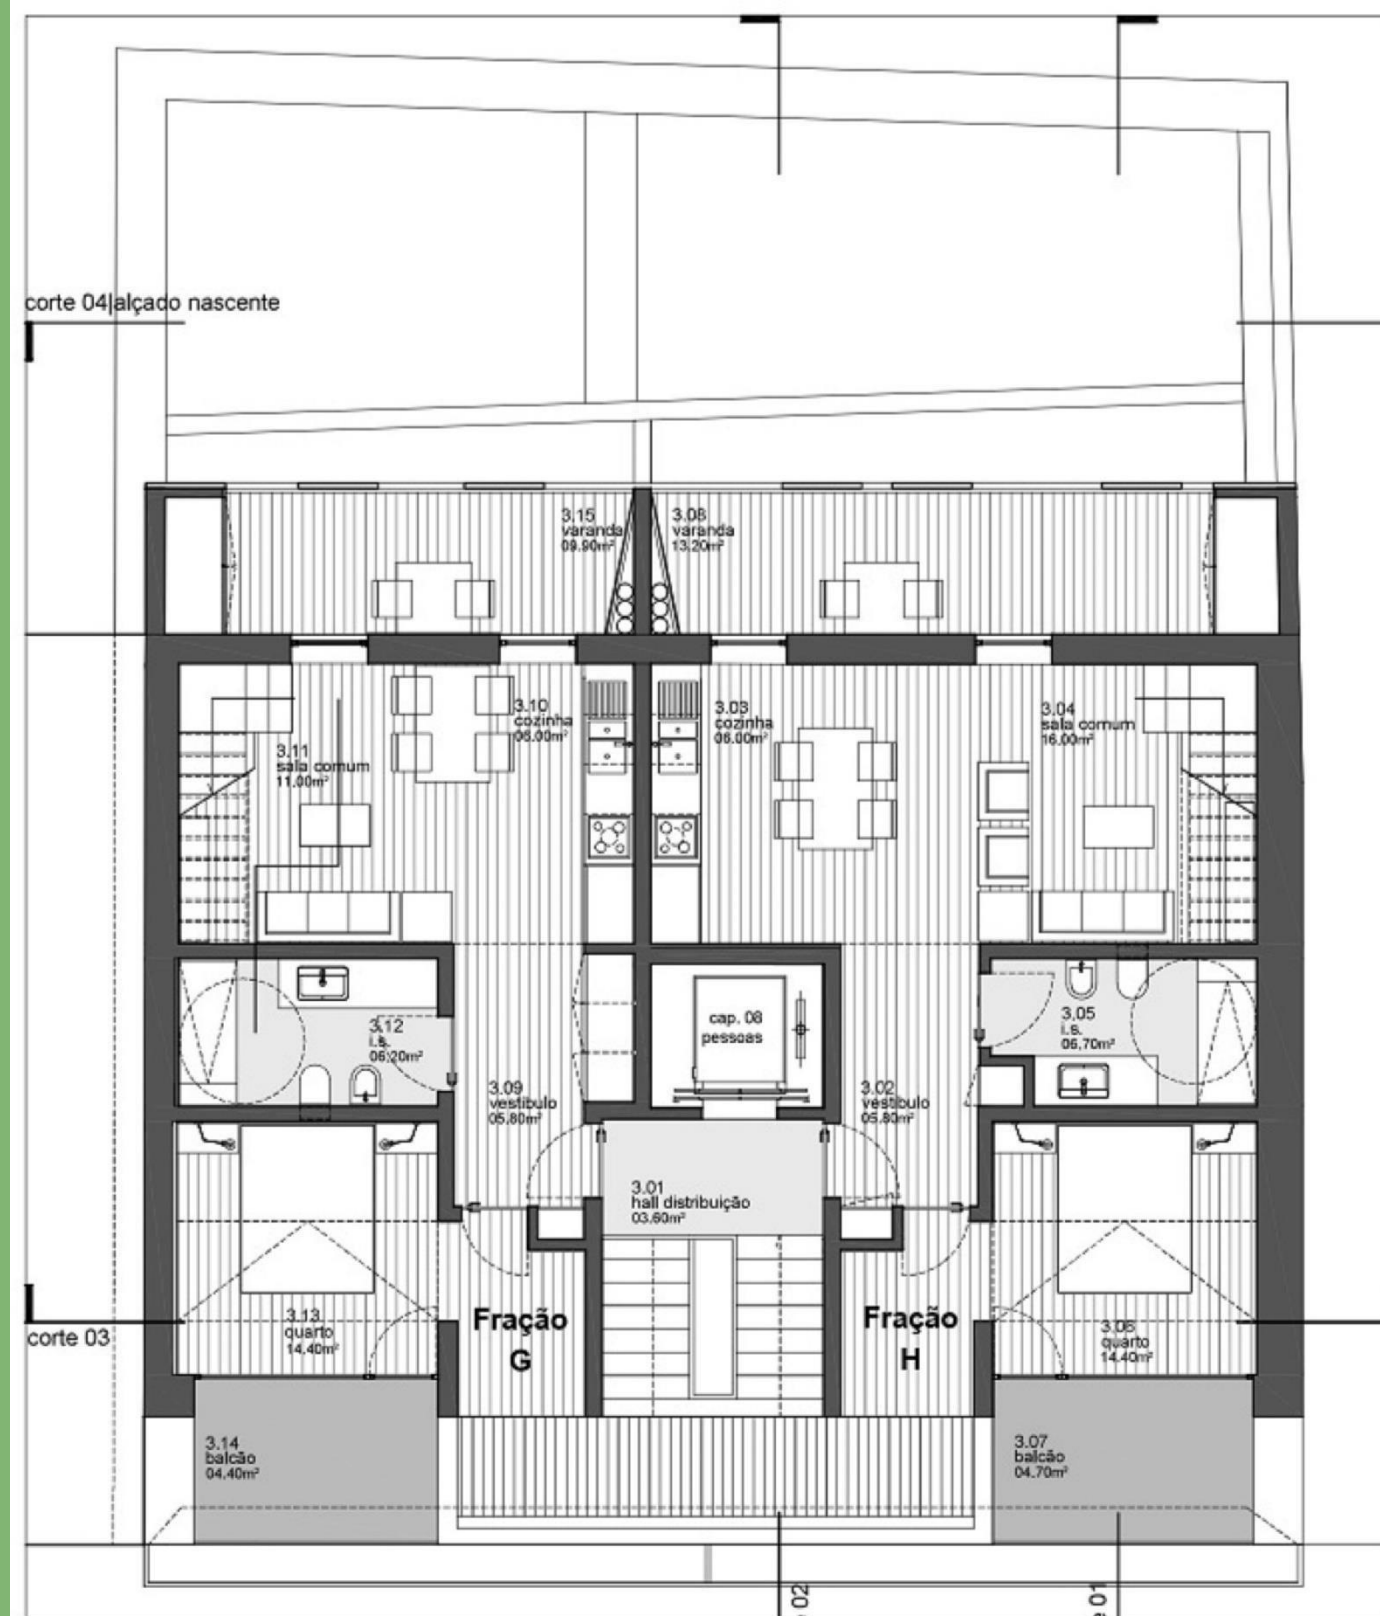 corte 04|alçado nascente
3.15
varanda
09.90m²
3.08
varanda
13.20m²
3.10
cozinha
06.00m²
3.03
cozinha
06.00m²
3.04
sala comum
16.00m²
3.11
sala comum
11.00m²
cap. 08
pessoas
3.05
i.s.
06.70m²
3.12
i.s.
06.20m²
3.09
vestibulo
05.80m²
3.02
vestibulo
05.80m²
3.01
hall distribuição
03.60m²
3.13
quarto
14.40m²
Fração
G
Fração
H
3.06
quarto
14.40m²
corte 03
3.14
balcão
04.40m²
3.07
balcão
04.70m²
02
01